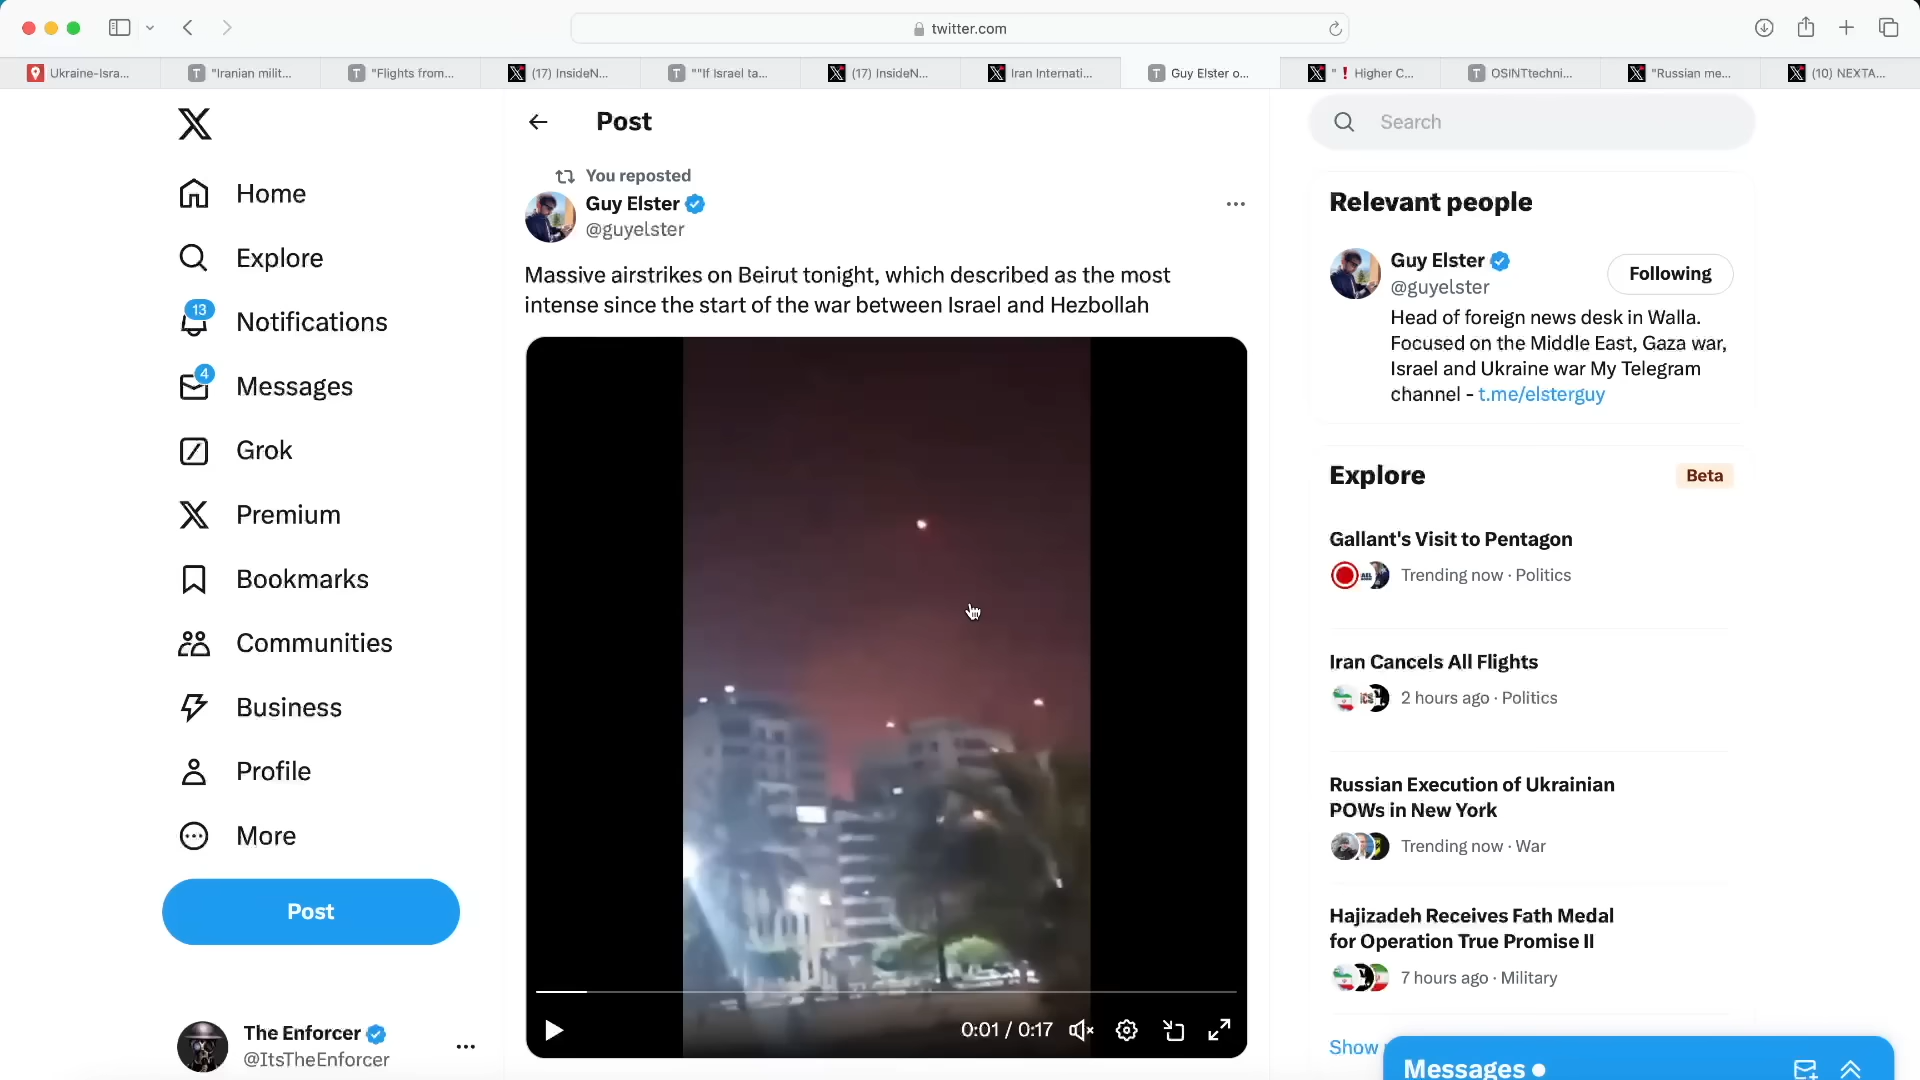 twitter.com
Ukraine-Isra...
"Iranian milit...
"Flights from...
(17) InsideN...
""If Israel ta...
(17) InsideN...
Iran Internati...
Guy Elster o...
"❗Higher C...
OSINTtechni...
"Russian me...
(10) NEXTA...
Home
Explore
13
Notifications
4
Messages
Grok
Premium
Bookmarks
Communities
Business
Profile
More
Post
The Enforcer
@ItsTheEnforcer
Post
You reposted
Guy Elster
@guyelster
Massive airstrikes on Beirut tonight, which described as the most
intense since the start of the war between Israel and Hezbollah
0:01 / 0:17
Search
Relevant people
Guy Elster
@guyelster
Following
Head of foreign news desk in Walla.
Focused on the Middle East, Gaza war,
Israel and Ukraine war My Telegram
channel - t.me/elsterguy
Explore
Beta
Gallant's Visit to Pentagon
Trending now · Politics
Iran Cancels All Flights
2 hours ago · Politics
Russian Execution of Ukrainian
POWs in New York
Trending now · War
Hajizadeh Receives Fath Medal
for Operation True Promise II
7 hours ago · Military
Show
Messages